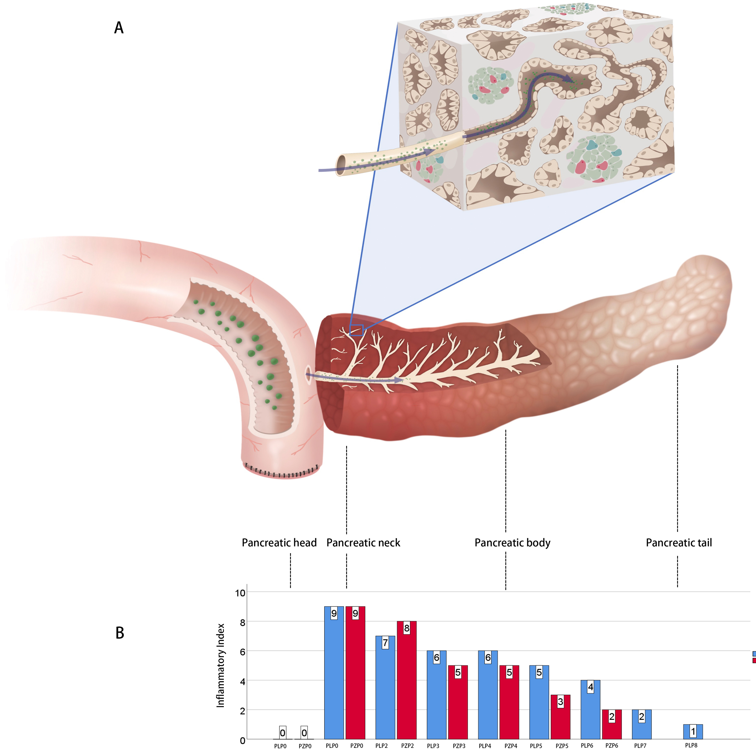 A
Pancreatic head Pancreatic neck Pancreatic body Pancreatic tail
B
Inflammatory Index
10
8
6
4
2
0
0 0 9 9 7 8 6 5 6 5 5 3 4 2 2 1
PLP0 PZP0 PLP0 PZP0 PLP2 PZP2 PLP3 PZP3 PLP4 PZP4 PLP5 PZP5 PLP6 PZP6 PLP7 PLP8